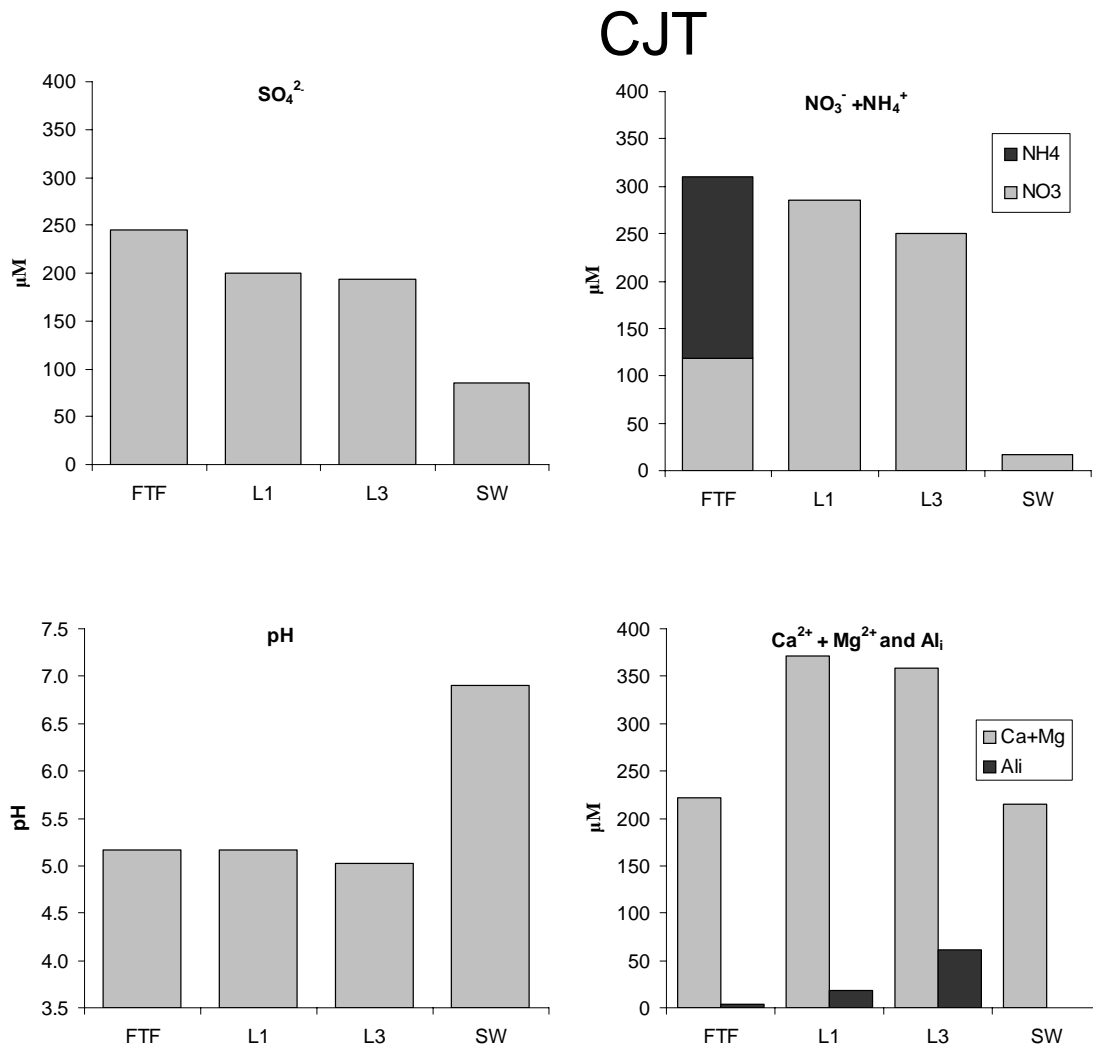 CJT
SO₄²⁻
400
350
300
250
200
150
100
50
0
µM
FTF L1 L3 SW
NO₃⁻ +NH₄⁺
400
350
300
250
200
150
100
50
0
µM
NH4
NO3
FTF L1 L3 SW
pH
7.5
7.0
6.5
6.0
5.5
5.0
4.5
4.0
3.5
pH
FTF L1 L3 SW
Ca²⁺ + Mg²⁺ and Alᵢ
400
350
300
250
200
150
100
50
0
µM
Ca+Mg
Ali
FTF L1 L3 SW